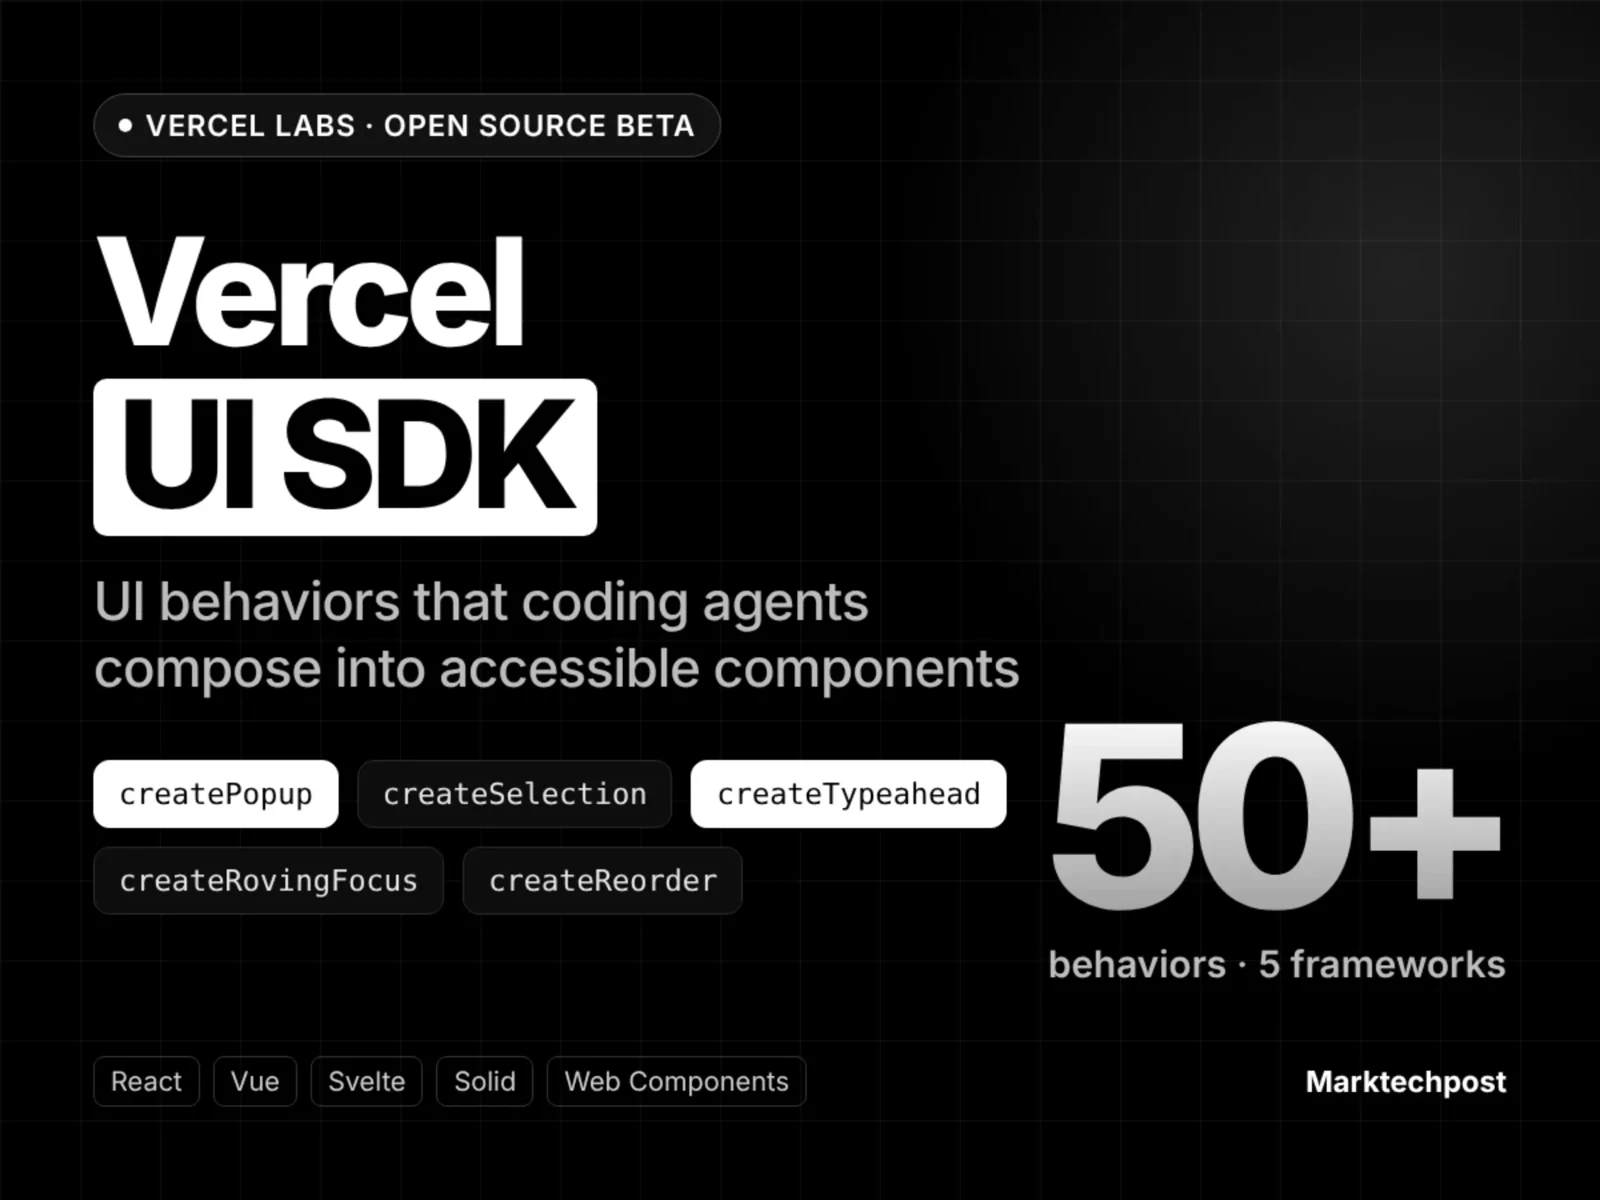 VERCEL LABS · OPEN SOURCE BETA
Vercel
UI SDK
UI behaviors that coding agents
compose into accessible components
createPopup createSelection createTypeahead
createRovingFocus createReorder
50+
behaviors · 5 frameworks
React Vue Svelte Solid Web Components
Marktechpost